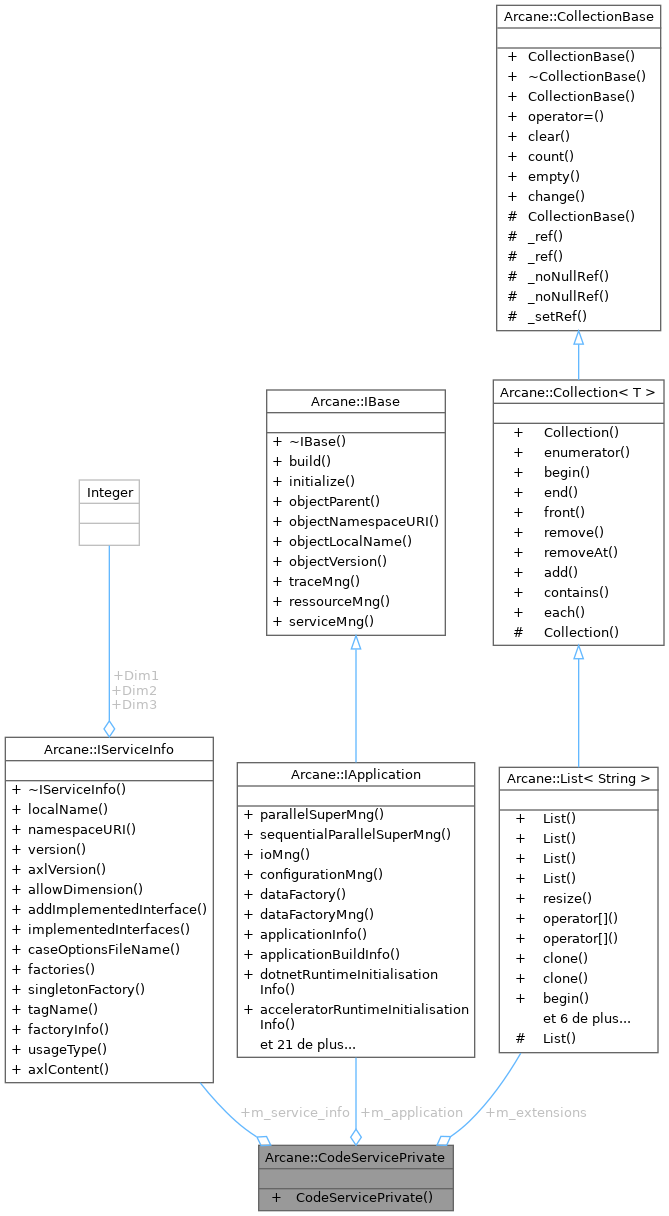 Arcane::CollectionBase
+ CollectionBase()
+ ~CollectionBase()
+ CollectionBase()
+ operator=()
+ clear()
+ count()
+ empty()
+ change()
# CollectionBase()
# _ref()
# _ref()
# _noNullRef()
# _noNullRef()
# _setRef()
Arcane::Collection< T >
+ Collection()
+ enumerator()
+ begin()
+ end()
+ front()
+ remove()
+ removeAt()
+ add()
+ contains()
+ each()
# Collection()
Arcane::IBase
+ ~IBase()
+ build()
+ initialize()
+ objectParent()
+ objectNamespaceURI()
+ objectLocalName()
+ objectVersion()
+ traceMng()
+ ressourceMng()
+ serviceMng()
Integer
+Dim1
+Dim2
+Dim3
Arcane::IServiceInfo
+ ~IServiceInfo()
+ localName()
+ namespaceURI()
+ version()
+ axlVersion()
+ allowDimension()
+ addImplementedInterface()
+ implementedInterfaces()
+ caseOptionsFileName()
+ factories()
+ singletonFactory()
+ tagName()
+ factoryInfo()
+ usageType()
+ axlContent()
Arcane::IApplication
+ parallelSuperMng()
+ sequentialParallelSuperMng()
+ ioMng()
+ configurationMng()
+ dataFactory()
+ dataFactoryMng()
+ applicationInfo()
+ applicationBuildInfo()
+ dotnetRuntimeInitialisation
Info()
+ acceleratorRuntimeInitialisation
Info()
et 21 de plus...
Arcane::List< String >
+ List()
+ List()
+ List()
+ List()
+ resize()
+ operator[]()
+ operator[]()
+ clone()
+ clone()
+ begin()
et 6 de plus...
# List()
+m_service_info
+m_application
+m_extensions
Arcane::CodeServicePrivate
+ CodeServicePrivate()